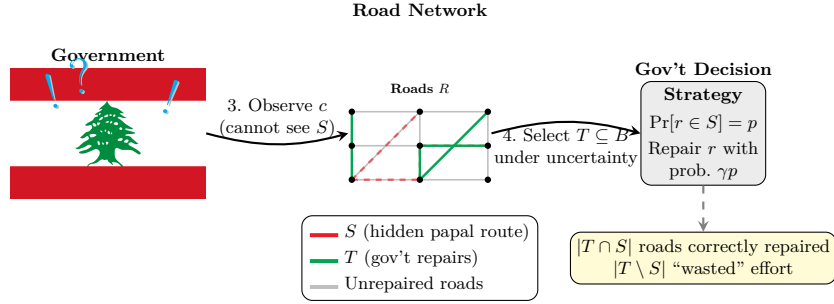 Road Network
Government
! ? !
3. Observe c
(cannot see S)
Roads R
4. Select T ⊆ B
under uncertainty
Gov't Decision
Strategy
Pr[r ∈ S] = p
Repair r with
prob. γp
S (hidden papal route)
T (gov't repairs)
Unrepaired roads
|T ∩ S| roads correctly repaired
|T \ S| “wasted” effort